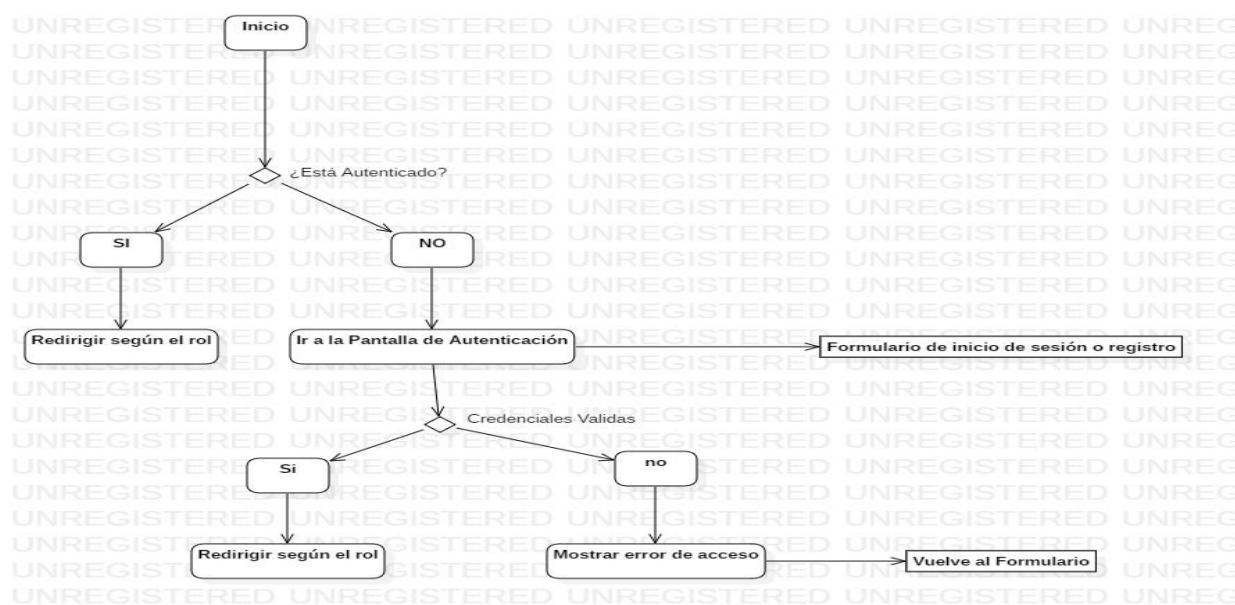 Inicio
¿Está Autenticado?
SI
NO
Redirigir según el rol
Ir a la Pantalla de Autenticación
Formulario de inicio de sesión o registro
Credenciales Validas
Si
no
Redirigir según el rol
Mostrar error de acceso
Vuelve al Formulario
UNREGISTERED